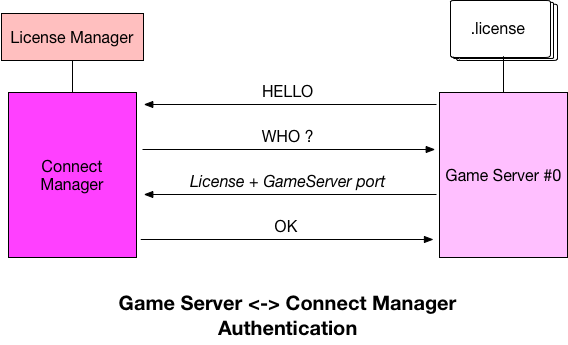 License Manager
.license
HELLO
WHO ?
Connect
Manager
License + GameServer port
Game Server #0
OK
Game Server <-> Connect Manager
Authentication